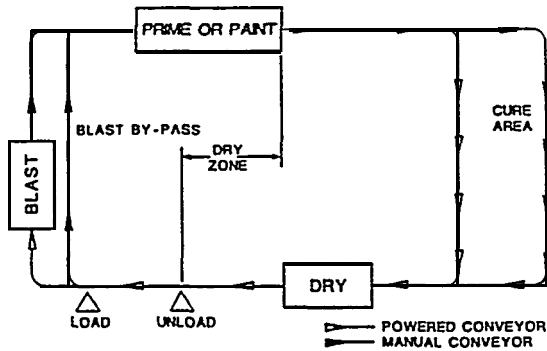 PRIME OR PAINT
BLAST BY-PASS
CURE
AREA
DRY
ZONE
BLAST
DRY
LOAD
UNLOAD
POWERED CONVEYOR
MANUAL CONVEYOR